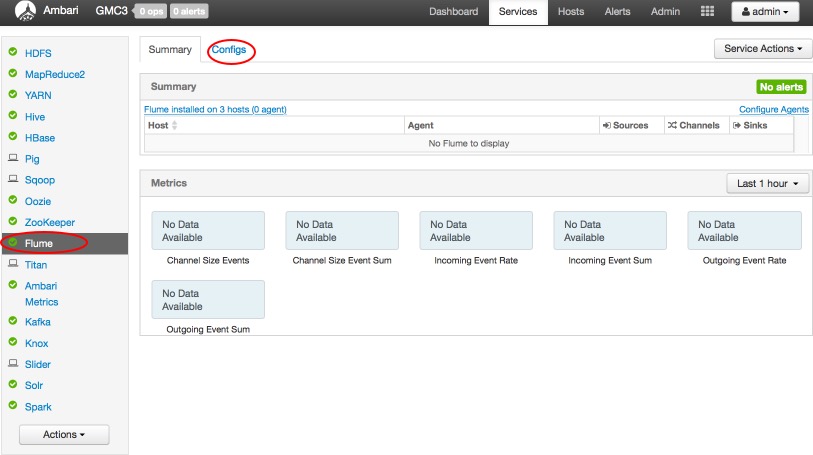 Ambari GMC3 0 ops 0 alerts Dashboard Services Hosts Alerts Admin admin
HDFS
MapReduce2
YARN
Hive
HBase
Pig
Sqoop
Oozie
ZooKeeper
Flume
Titan
Ambari
Metrics
Kafka
Knox
Slider
Solr
Spark
Actions
Summary Configs Service Actions
Summary No alerts
Flume installed on 3 hosts (0 agent) Configure Agents
Host Agent Sources Channels Sinks
No Flume to display
Metrics Last 1 hour
No Data
Available
Channel Size Events
No Data
Available
Channel Size Event Sum
No Data
Available
Incoming Event Rate
No Data
Available
Incoming Event Sum
No Data
Available
Outgoing Event Rate
No Data
Available
Outgoing Event Sum